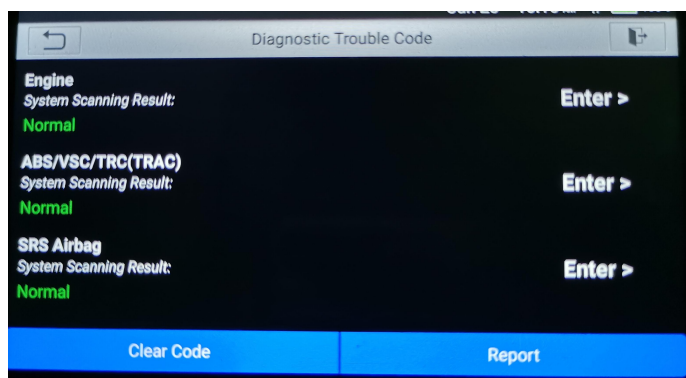 Diagnostic Trouble Code
Engine
System Scanning Result:
Enter >
Normal
ABS/VSC/TRC(TRAC)
System Scanning Result:
Enter >
Normal
SRS Airbag
System Scanning Result:
Enter >
Normal
Clear Code
Report